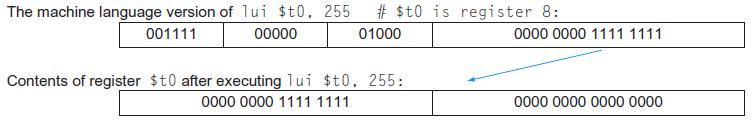 The machine language version of lui $t0, 255 # $t0 is register 8:
001111 00000 01000 0000 0000 1111 1111
Contents of register $t0 after executing lui $t0, 255:
0000 0000 1111 1111 0000 0000 0000 0000